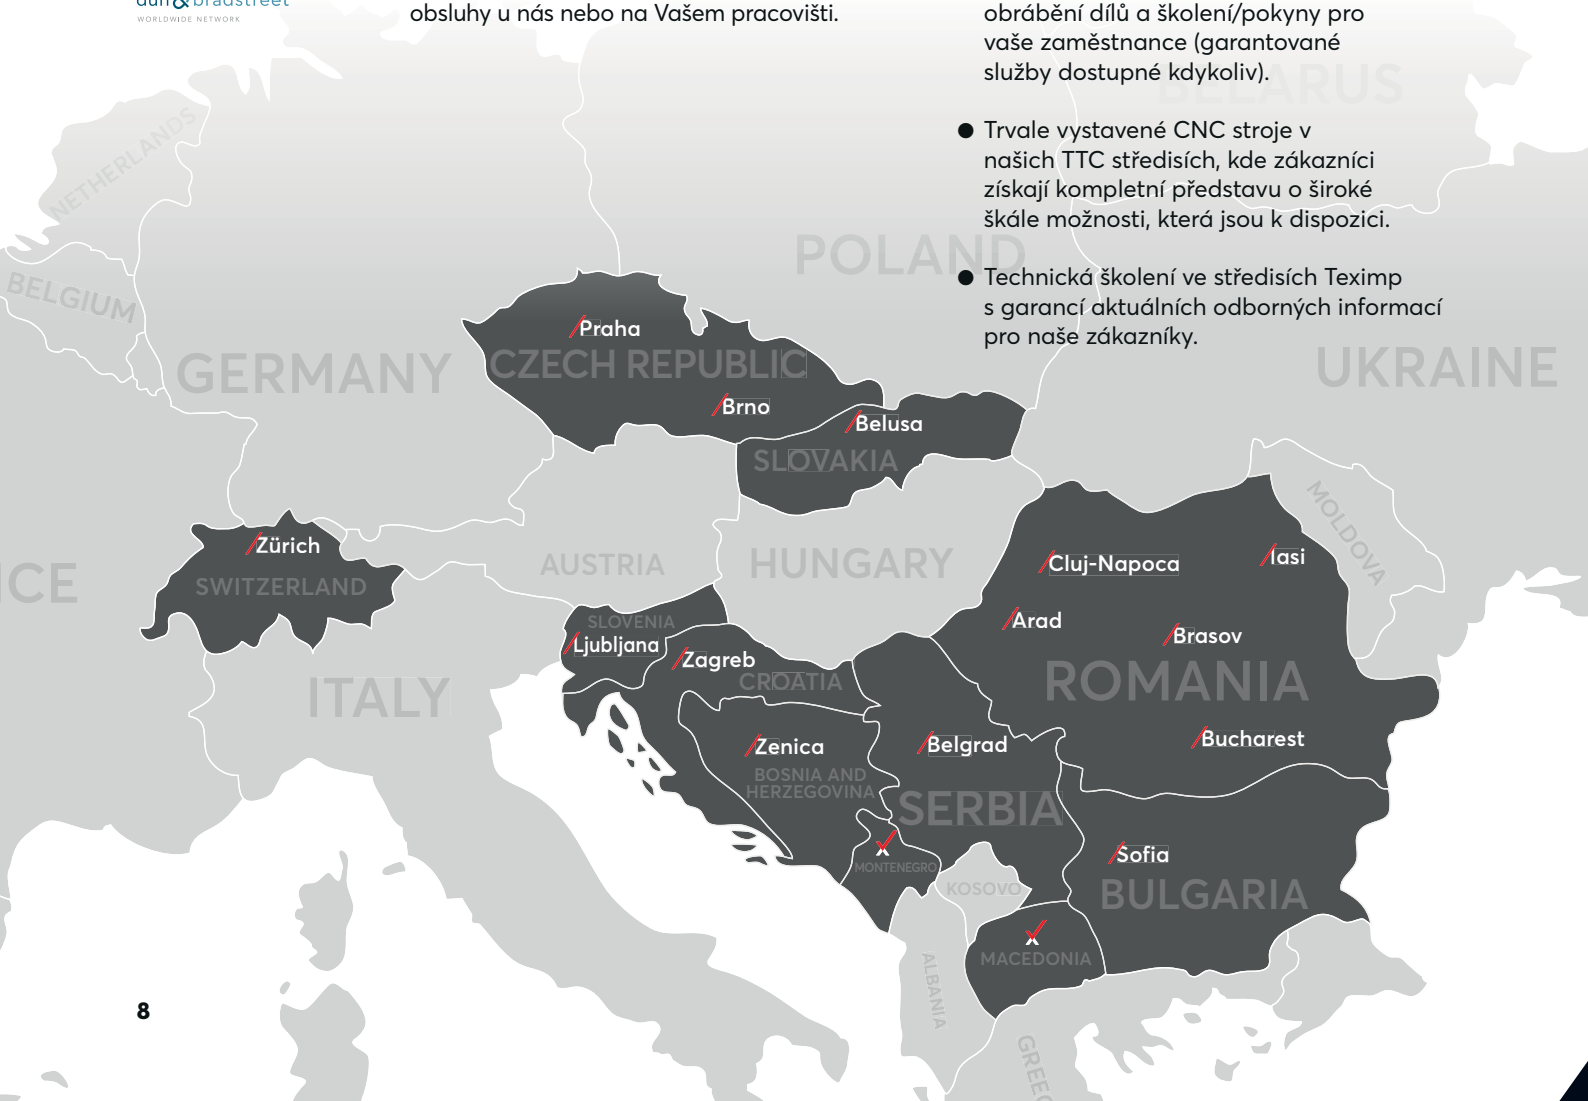 dun & bradstreet
WORLDWIDE NETWORK
obsluhy u nás nebo na Vašem pracovišti.
obrábění dílů a školení/pokyny pro
vaše zaměstnance (garantované
služby dostupné kdykoliv).
● Trvale vystavené CNC stroje v
našich TTC středisích, kde zákazníci
získají kompletní představu o široké
škále možnosti, která jsou k dispozici.
● Technická školení ve středisích Teximp
s garancí aktuálních odborných informací
pro naše zákazníky.
BELARUS
NETHERLANDS
POLAND
BELGIUM
Praha
GERMANY
CZECH REPUBLIC
UKRAINE
Brno
Belusa
SLOVAKIA
MOLDOVA
Zürich
SWITZERLAND
AUSTRIA
HUNGARY
Cluj-Napoca
Iasi
ICE
SLOVENIA
Ljubljana
Arad
Brasov
Zagreb
CROATIA
ROMANIA
ITALY
Zenica
BOSNIA AND
HERZEGOVINA
Belgrad
Bucharest
SERBIA
MONTENEGRO
Sofia
KOSOVO
BULGARIA
MACEDONIA
ALBANIA
8
GREEC